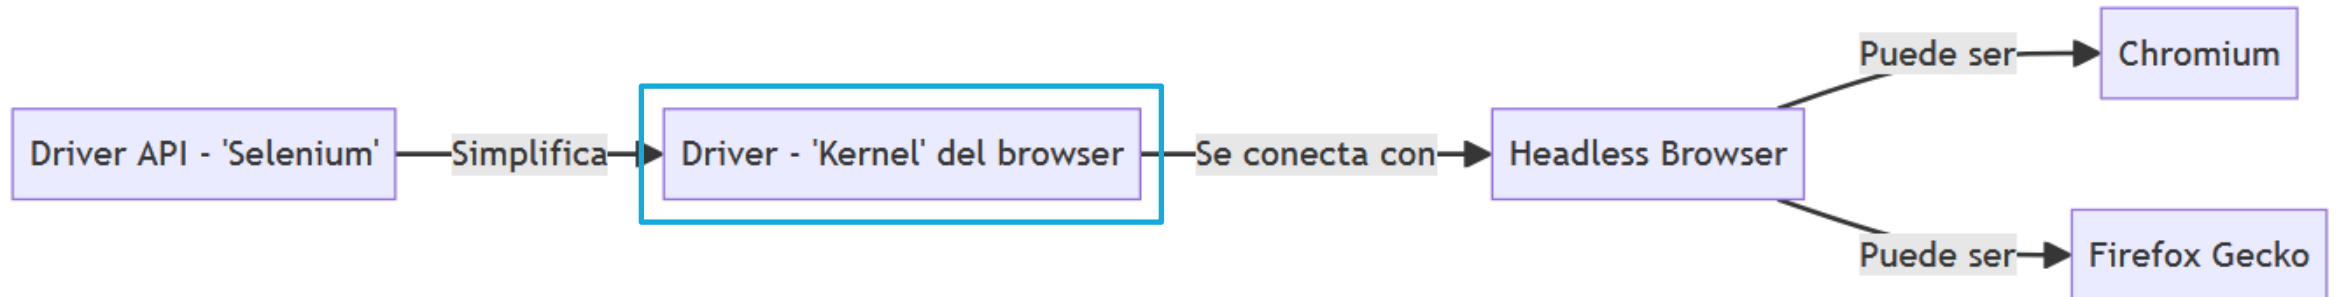 Driver API - 'Selenium'
Simplifica
Driver - 'Kernel' del browser
Se conecta con
Headless Browser
Puede ser
Chromium
Puede ser
Firefox Gecko